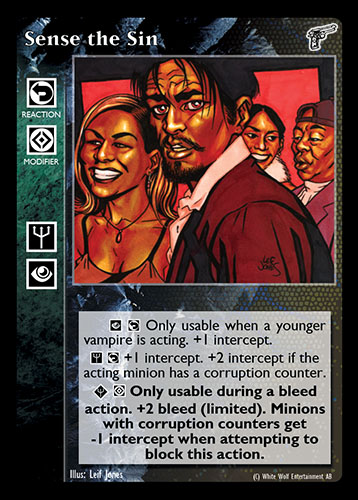 Sense the Sin
REACTION
MODIFIER
LEIF
JONES
Only usable when a younger
vampire is acting. +1 intercept.
+1 intercept. +2 intercept if the
acting minion has a corruption counter.
Only usable during a bleed
action. +2 bleed (limited). Minions
with corruption counters get
-1 intercept when attempting to
block this action.
Illus: Leif Jones
(C) White Wolf Entertainment AB